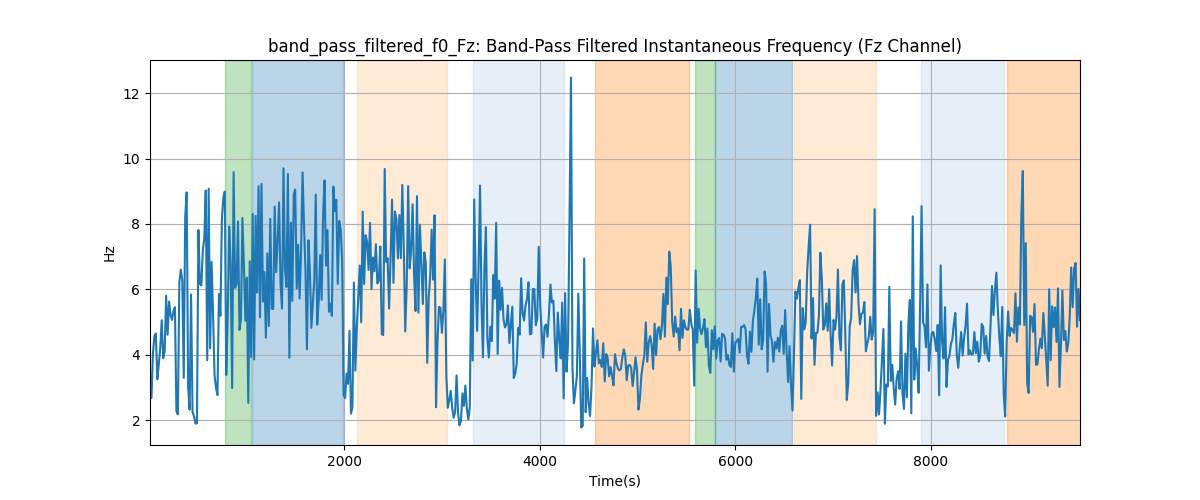 band_pass_filtered_f0_Fz: Band-Pass Filtered Instantaneous Frequency (Fz Channel)
12
10
8
6
4
2
Hz
2000 4000 6000 8000
Time(s)